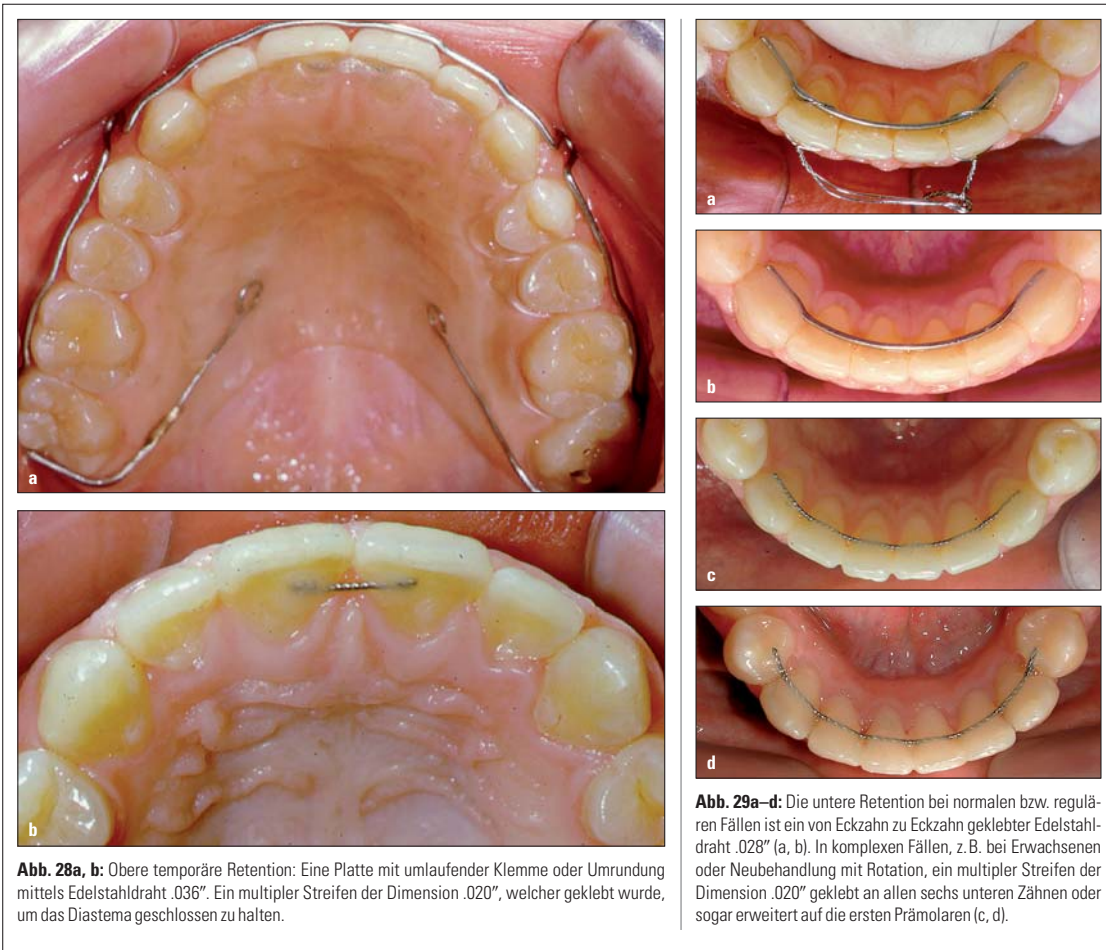 a
b
Abb. 28a, b: Obere temporäre Retention: Eine Platte mit umlaufender Klemme oder Umrundung
mittels Edelstahldraht .036″. Ein multipler Streifen der Dimension .020″, welcher geklebt wurde,
um das Diastema geschlossen zu halten.
a
b
c
d
Abb. 29a–d: Die untere Retention bei normalen bzw. regulä-
ren Fällen ist ein von Eckzahn zu Eckzahn geklebter Edelstahl-
draht .028″ (a, b). In komplexen Fällen, z.B. bei Erwachsenen
oder Neubehandlung mit Rotation, ein multipler Streifen der
Dimension .020″ geklebt an allen sechs unteren Zähnen oder
sogar erweitert auf die ersten Prämolaren (c, d).